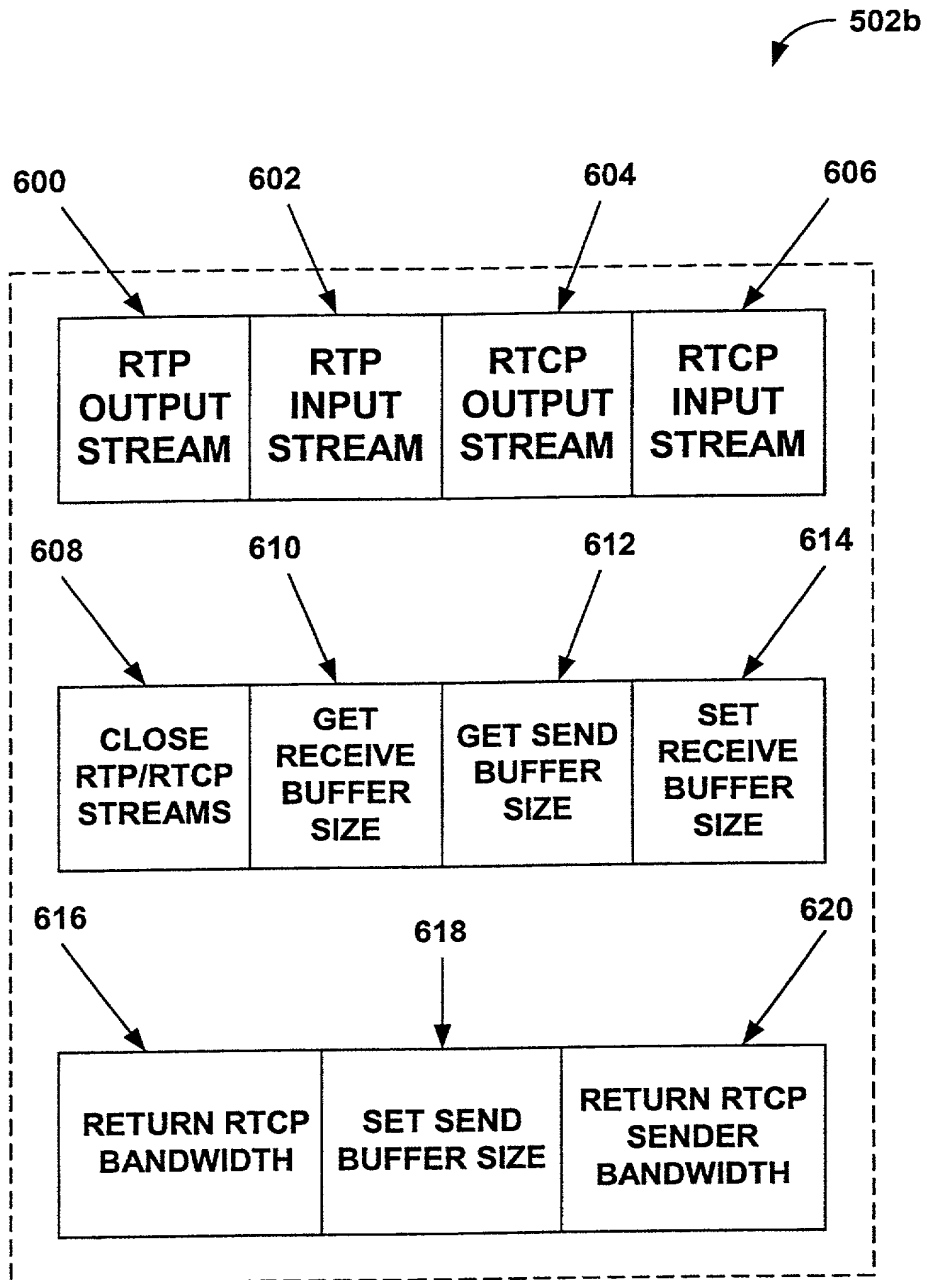 502b
600
602
604
606
RTP
OUTPUT
STREAM
RTP
INPUT
STREAM
RTCP
OUTPUT
STREAM
RTCP
INPUT
STREAM
608
610
612
614
CLOSE
RTP/RTCP
STREAMS
GET
RECEIVE
BUFFER
SIZE
GET SEND
BUFFER
SIZE
SET
RECEIVE
BUFFER
SIZE
616
618
620
RETURN RTCP
BANDWIDTH
SET SEND
BUFFER SIZE
RETURN RTCP
SENDER
BANDWIDTH